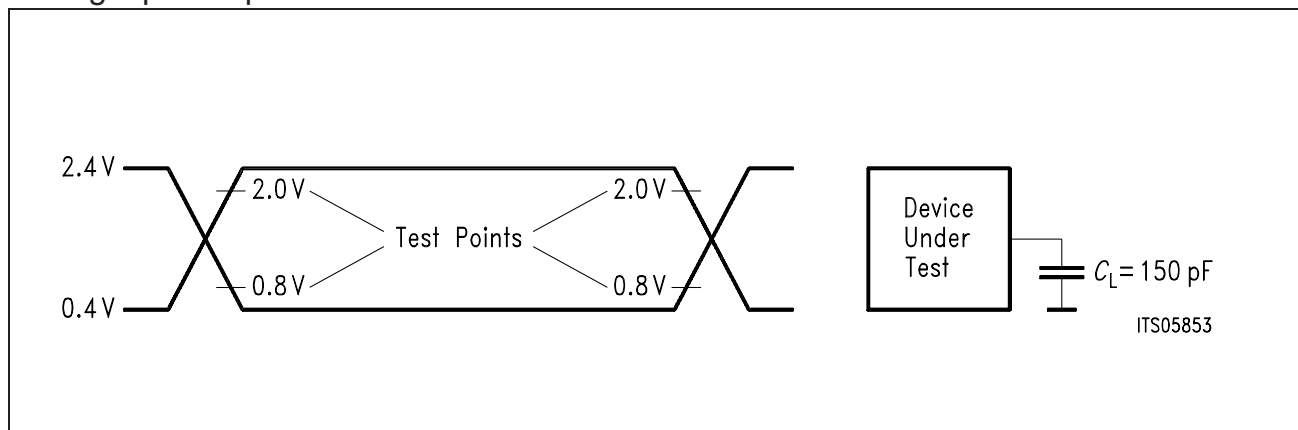 2.4 V
2.0 V
2.0 V
Test Points
0.8 V
0.8 V
0.4 V
Device
Under
Test
CL = 150 pF
ITS05853